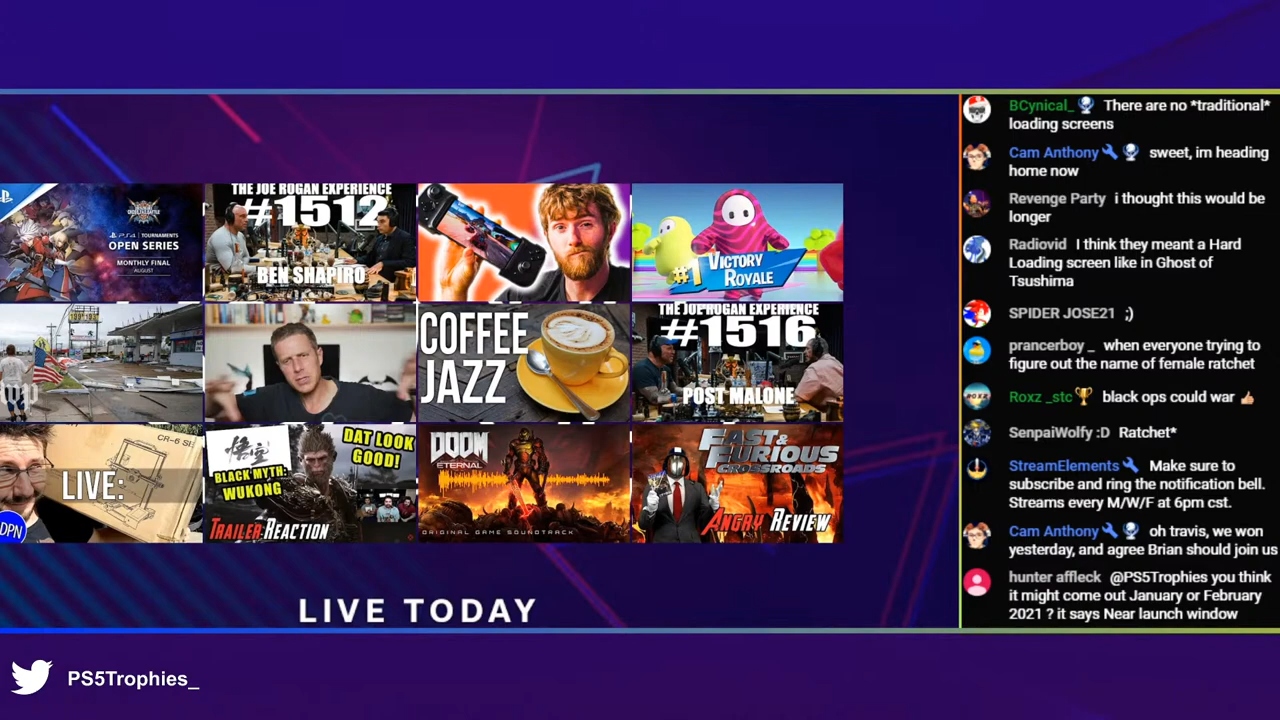 PS4 | TOURNAMENTS
OPEN SERIES
MONTHLY FINAL
AUGUST
THE JOE ROGAN EXPERIENCE
#1512
BEN SHAPIRO
#1 VICTORY
ROYALE
COFFEE
JAZZ
THE JOE ROGAN EXPERIENCE
#1516
POST MALONE
CR-6 SE
LIVE:
DPN
悟空
BLACK MYTH:
WUKONG
DAT LOOK
GOOD!
TRAILER REACTION
DOOM
ETERNAL
ORIGINAL GAME SOUNDTRACK
FAST &
FURIOUS
CROSSROADS
ANGRY REVIEW
LIVE TODAY
PS5Trophies_
BCynical_ There are no *traditional*
loading screens
Cam Anthony sweet, im heading
home now
Revenge Party i thought this would be
longer
Radiovid I think they meant a Hard
Loading screen like in Ghost of
Tsushima
SPIDER JOSE21 ;)
prancerboy _ when everyone trying to
figure out the name of female ratchet
Roxz _stc black ops could war
SenpaiWolfy :D Ratchet*
StreamElements Make sure to
subscribe and ring the notification bell.
Streams every M/W/F at 6pm cst.
Cam Anthony oh travis, we won
yesterday, and agree Brian should join us
hunter affleck @PS5Trophies you think
it might come out January or February
2021 ? it says Near launch window